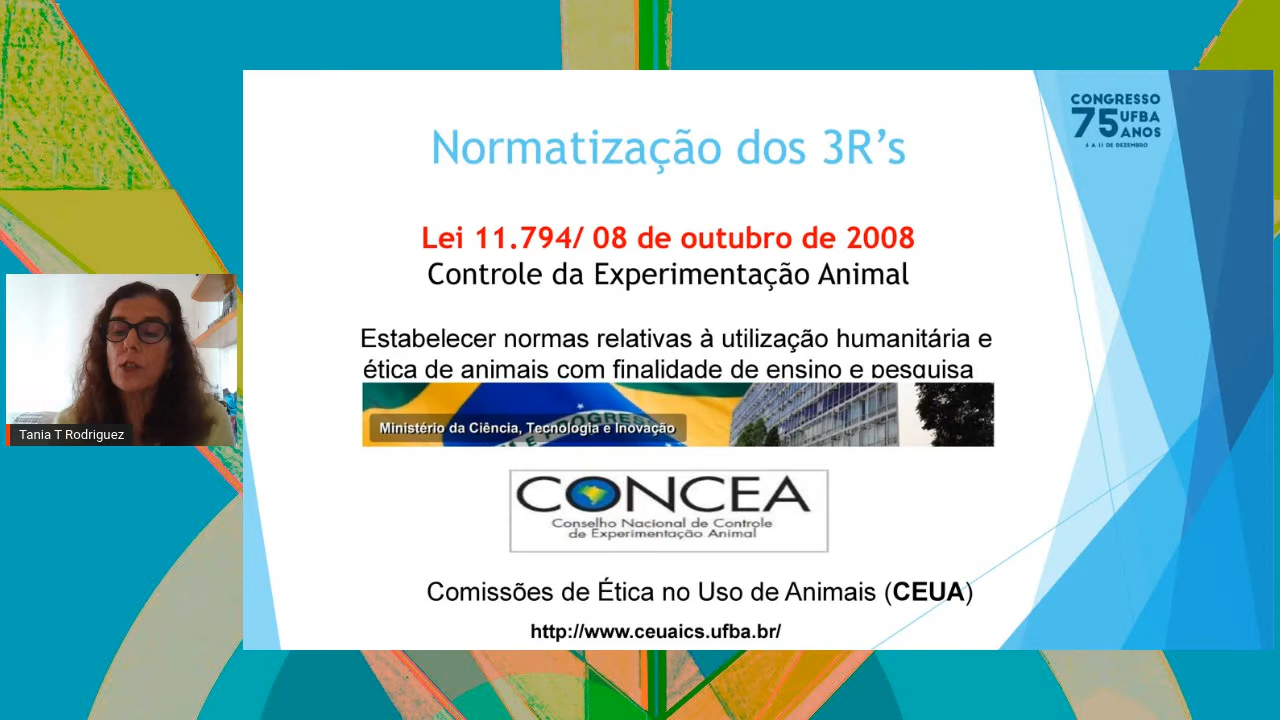 CONGRESSO
75 UFBA
ANOS
Normatização dos 3R’s
Lei 11.794/ 08 de outubro de 2008
Controle da Experimentação Animal
Estabelecer normas relativas à utilização humanitária e
ética de animais com finalidade de ensino e pesquisa
Ministério da Ciência, Tecnologia e Inovação
CONCEA
Conselho Nacional de Controle
de Experimentação Animal
Comissões de Ética no Uso de Animais (CEUA)
http://www.ceuaics.ufba.br/
Tania T Rodriguez